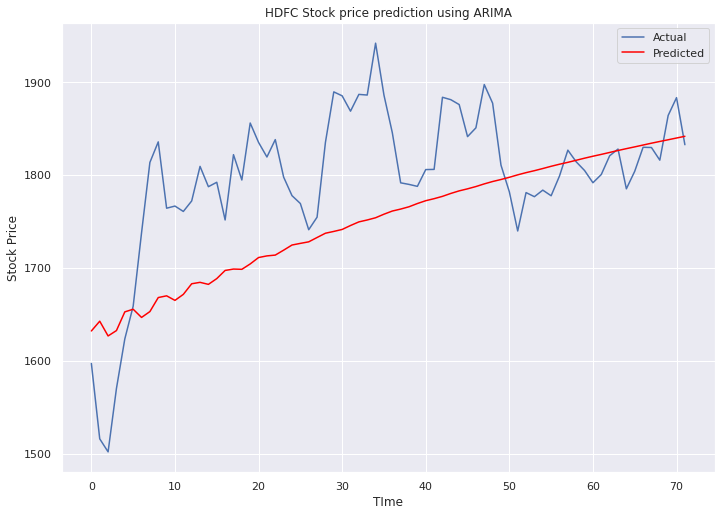 HDFC Stock price prediction using ARIMA
Actual
Predicted
1900
1800
1700
1600
1500
Stock Price
0 10 20 30 40 50 60 70
TIme